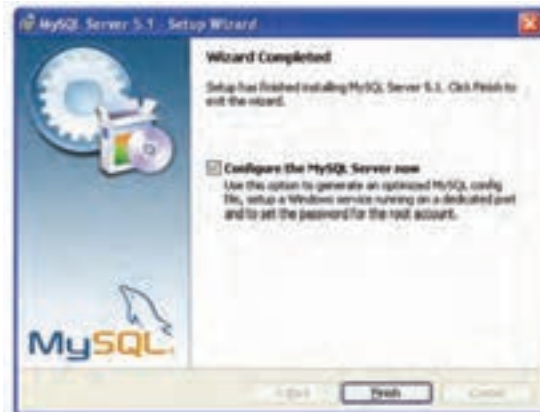 MySQL Server 5.1 - Setup Wizard
Wizard Completed
Setup has finished installing MySQL Server 5.1. Click Finish to
exit the wizard.
Configure the MySQL Server now
Use this option to generate an optimized MySQL config
file, setup a Windows service running on a dedicated port
and to set the password for the root account.
MySQL
< Back Finish Cancel